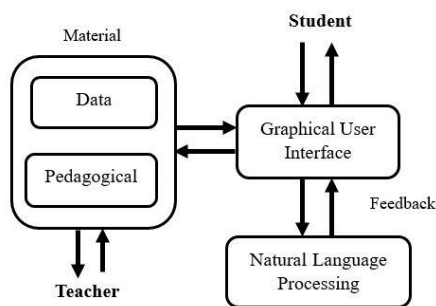 Material
Student
Data
Pedagogical
Graphical User
Interface
Feedback
Natural Language
Processing
Teacher